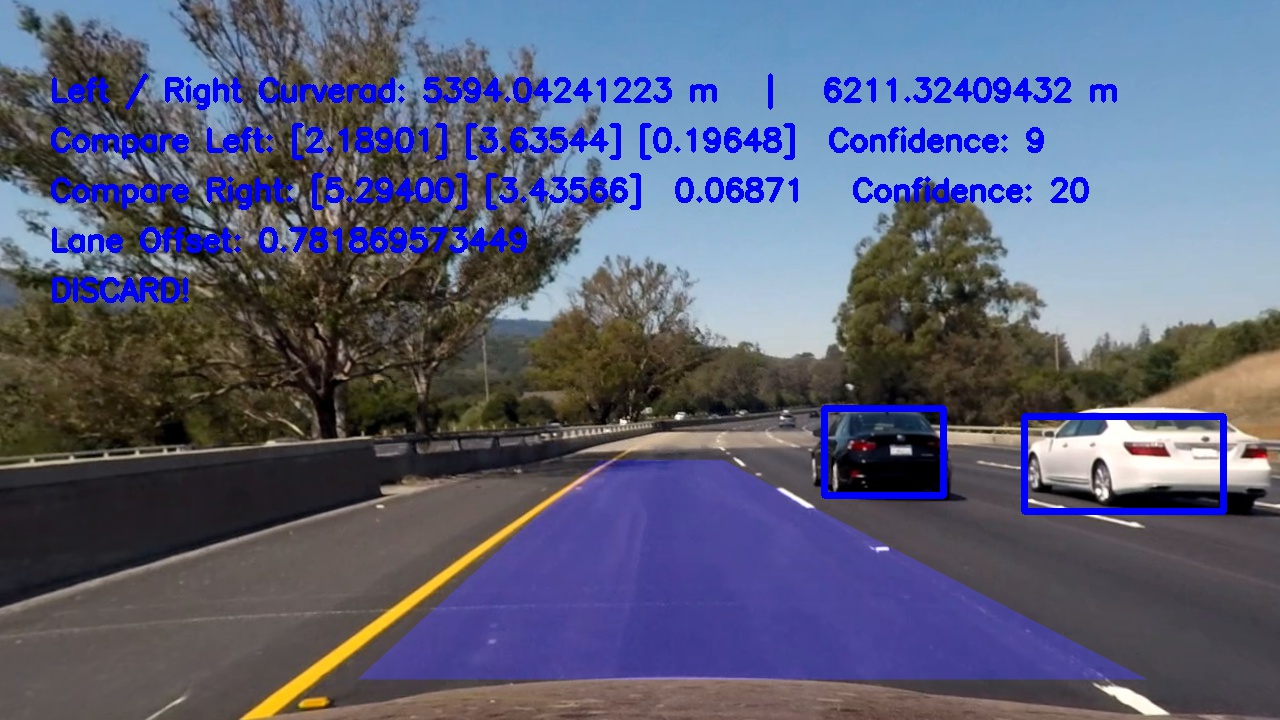 Left / Right Curverad: 5394.04241223 m | 6211.32409432 m
Compare Left: [2.18901] [3.63544] [0.19648] Confidence: 9
Compare Right: [5.29400] [3.43566] 0.06871 Confidence: 20
Lane Offset: 0.781869573449
DISCARD!